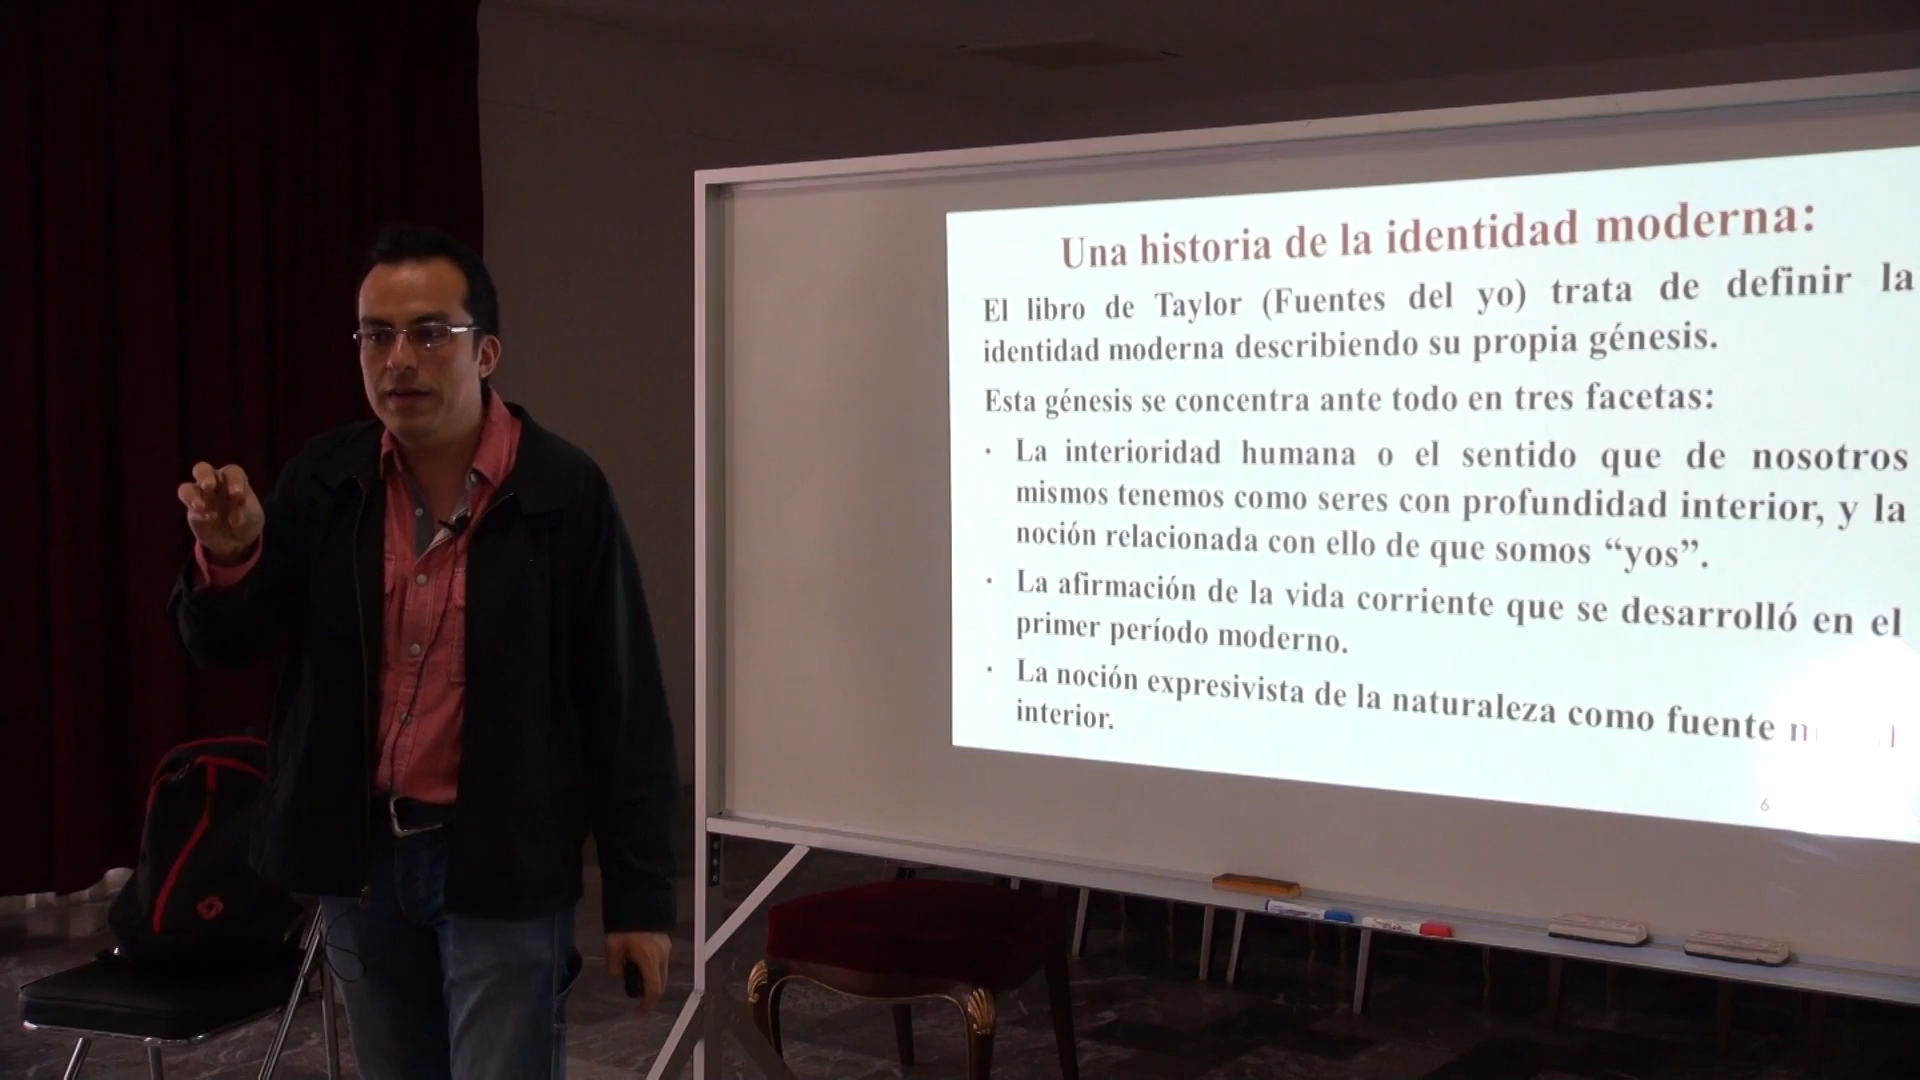 Una historia de la identidad moderna:
El libro de Taylor (Fuentes del yo) trata de definir la
identidad moderna describiendo su propia génesis.
Esta génesis se concentra ante todo en tres facetas:
· La interioridad humana o el sentido que de nosotros
mismos tenemos como seres con profundidad interior, y la
noción relacionada con ello de que somos “yos”.
· La afirmación de la vida corriente que se desarrolló en el
primer período moderno.
· La noción expresivista de la naturaleza como fuente
interior.
6